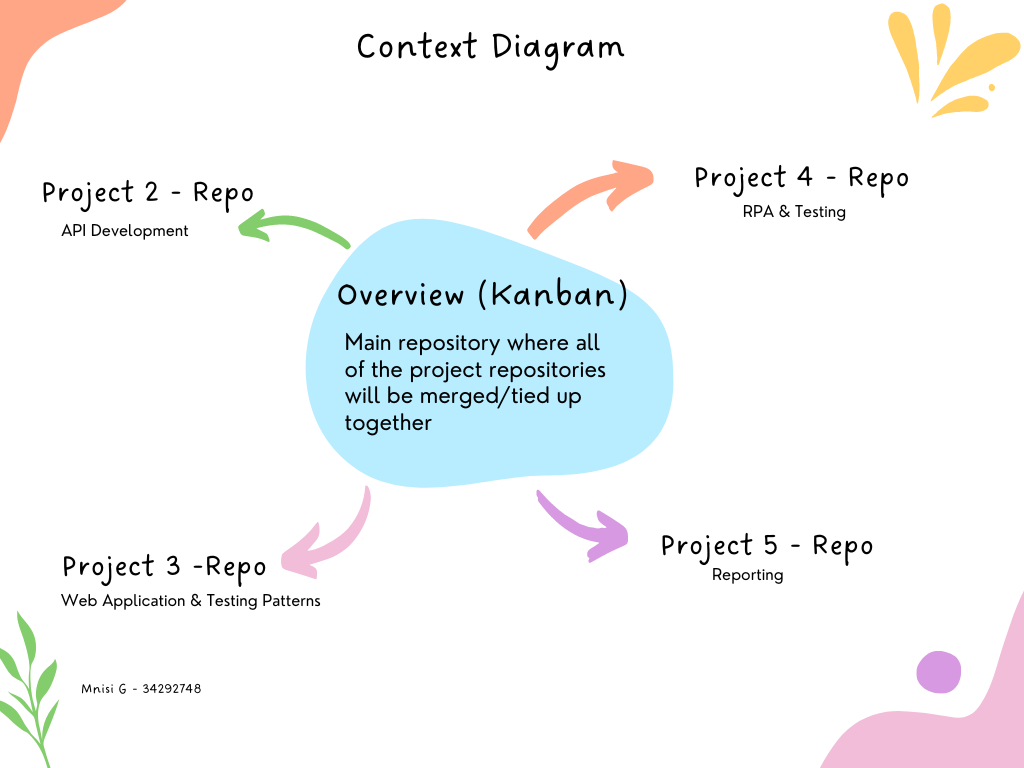 Context Diagram
Project 2 - Repo
API Development
Project 4 - Repo
RPA & Testing
Overview (Kanban)
Main repository where all
of the project repositories
will be merged/tied up
together
Project 3 -Repo
Web Application & Testing Patterns
Project 5 - Repo
Reporting
Mnisi G - 34292748